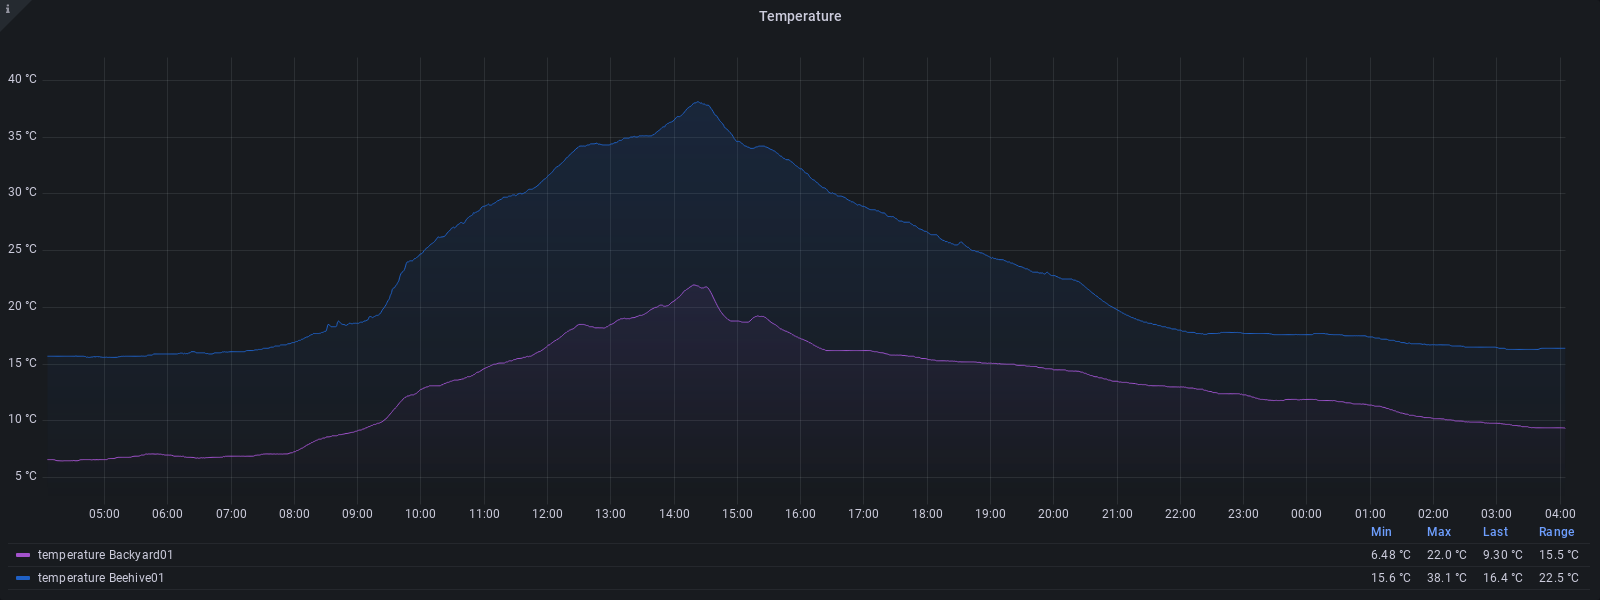 i
Temperature
40 °C
35 °C
30 °C
25 °C
20 °C
15 °C
10 °C
5 °C
05:00 06:00 07:00 08:00 09:00 10:00 11:00 12:00 13:00 14:00 15:00 16:00 17:00 18:00 19:00 20:00 21:00 22:00 23:00 00:00 01:00 02:00 03:00 04:00
Min Max Last Range
temperature Backyard01 6.48 °C 22.0 °C 9.30 °C 15.5 °C
temperature Beehive01 15.6 °C 38.1 °C 16.4 °C 22.5 °C